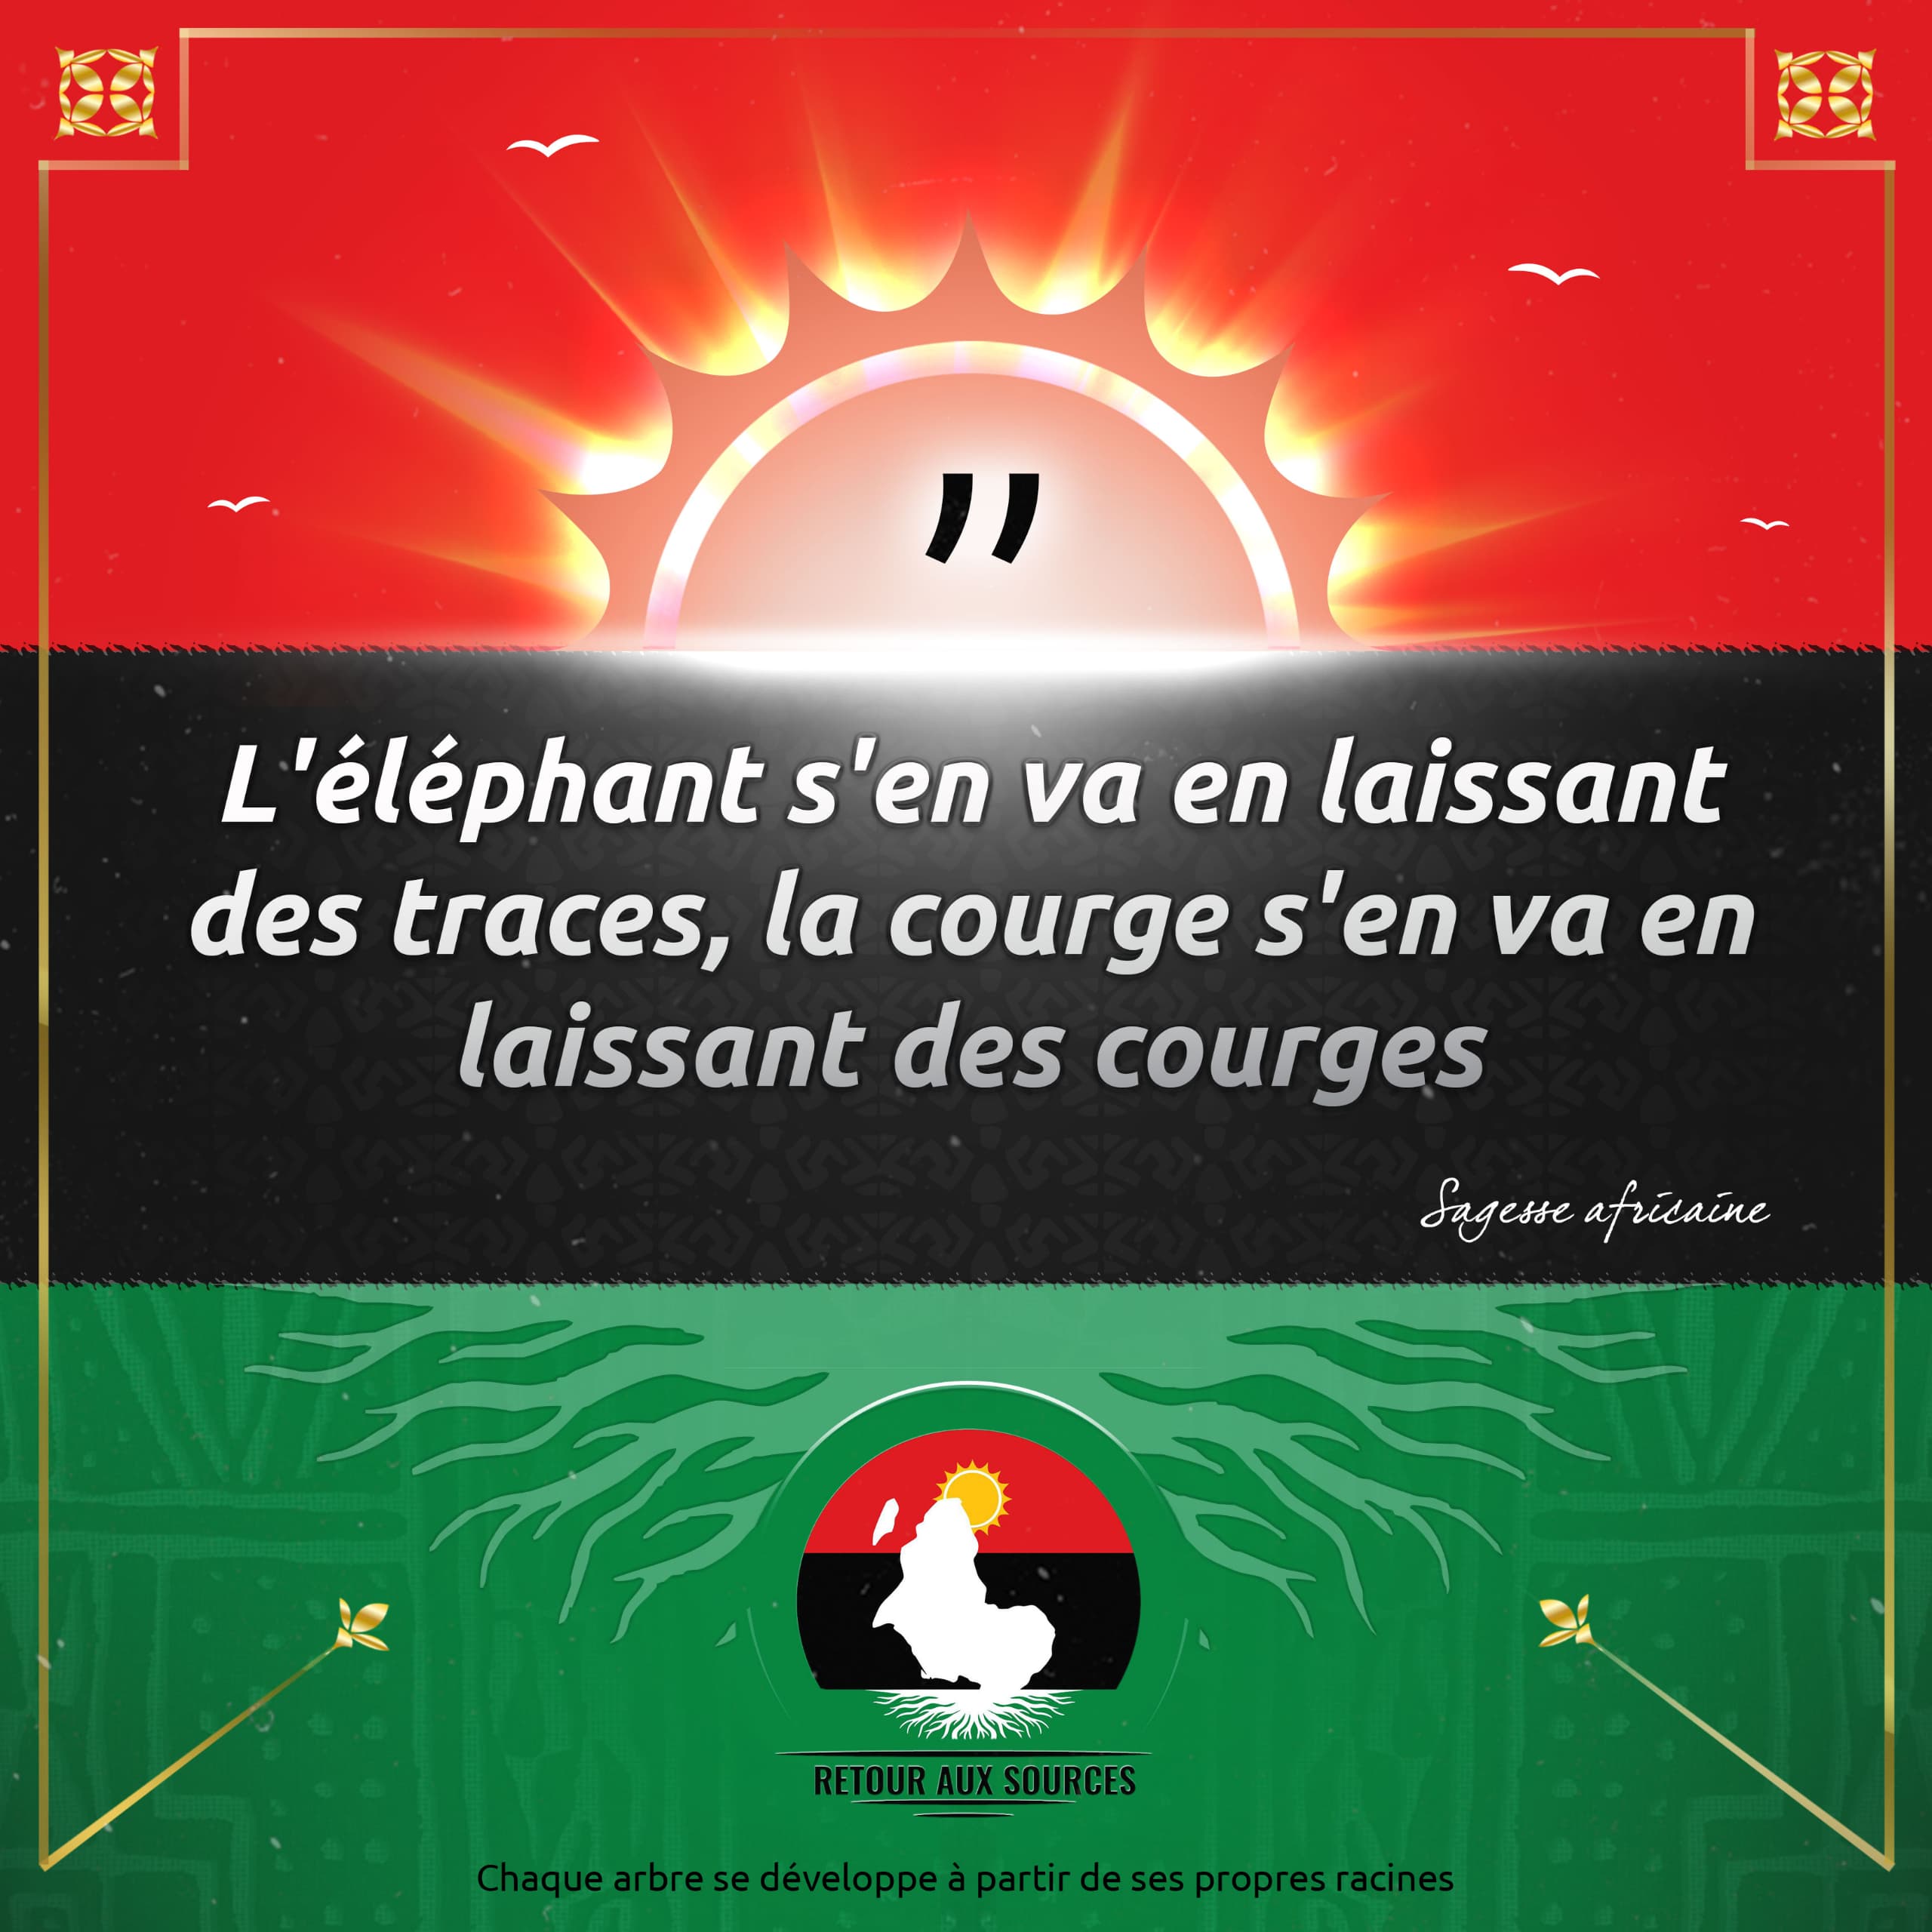 "
L'éléphant s'en va en laissant
des traces, la courge s'en va en
laissant des courges
Sagesse africaine
RETOUR AUX SOURCES
Chaque arbre se développe à partir de ses propres racines